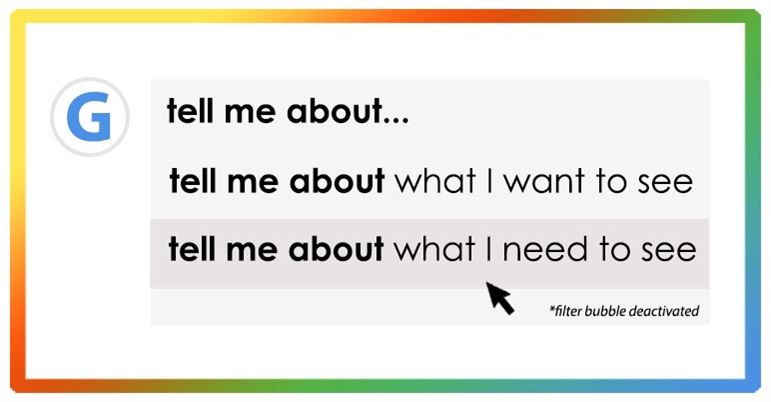 G
tell me about...
tell me about what I want to see
tell me about what I need to see
*filter bubble deactivated